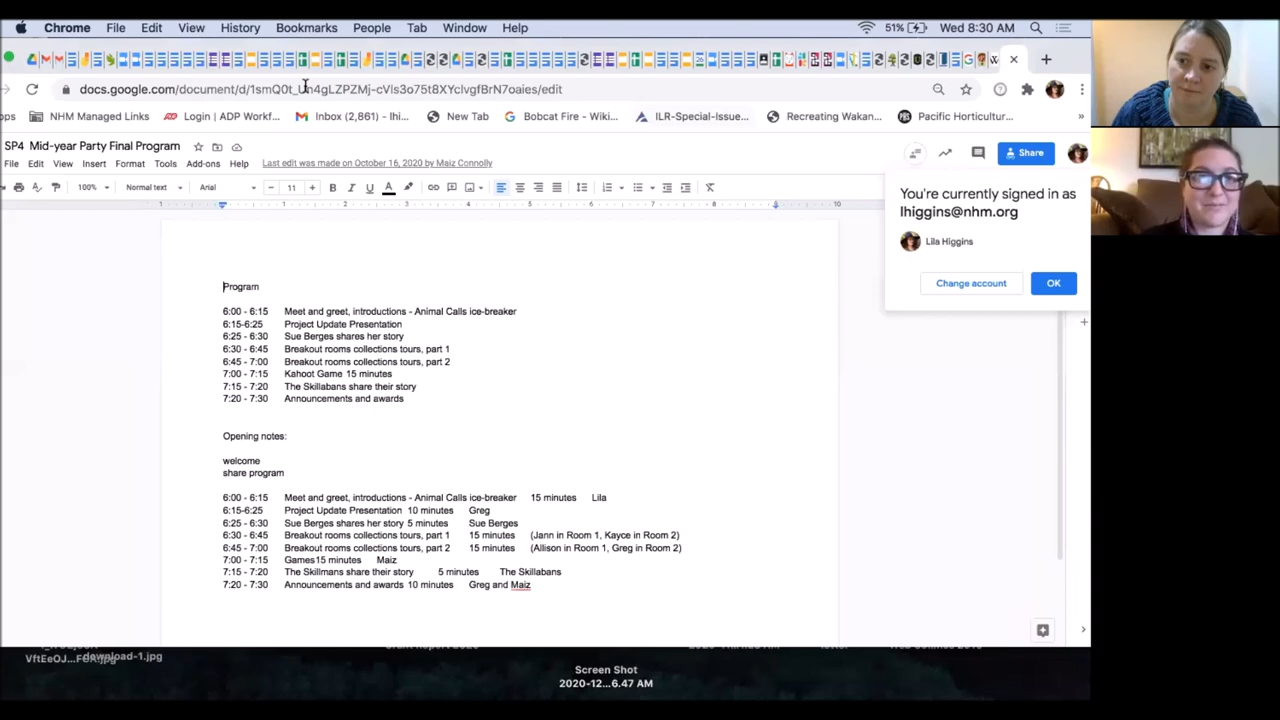 Chrome File Edit View History Bookmarks People Tab Window Help 51% Wed 8:30 AM
docs.google.com/document/d/1smQ0t_Un4gLZPZMj-cVls3o75t8XYclvgfBrN7oaies/edit
NHM Managed Links Login | ADP Workf... Inbox (2,861) - lhi... New Tab Bobcat Fire - Wiki... ILR-Special-Issue... Recreating Wakan... Pacific Horticultur... »
SP4 Mid-year Party Final Program
Share
File Edit View Insert Format Tools Add-ons Help Last edit was made on October 16, 2020 by Maiz Connolly
100% Normal text Arial 11
You're currently signed in as
lhiggins@nhm.org
Lila Higgins
Change account OK
1 1 2 3 4 5 6 7 8 9 10
Program
6:00 - 6:15 Meet and greet, introductions - Animal Calls ice-breaker
6:15-6:25 Project Update Presentation
6:25 - 6:30 Sue Berges shares her story
6:30 - 6:45 Breakout rooms collections tours, part 1
6:45 - 7:00 Breakout rooms collections tours, part 2
7:00 - 7:15 Kahoot Game 15 minutes
7:15 - 7:20 The Skillabans share their story
7:20 - 7:30 Announcements and awards
Opening notes:
welcome
share program
6:00 - 6:15 Meet and greet, introductions - Animal Calls ice-breaker 15 minutes Lila
6:15-6:25 Project Update Presentation 10 minutes Greg
6:25 - 6:30 Sue Berges shares her story 5 minutes Sue Berges
6:30 - 6:45 Breakout rooms collections tours, part 1 15 minutes (Jann in Room 1, Kayce in Room 2)
6:45 - 7:00 Breakout rooms collections tours, part 2 15 minutes (Allison in Room 1, Greg in Room 2)
7:00 - 7:15 Games15 minutes Maiz
7:15 - 7:20 The Skillmans share their story 5 minutes The Skillabans
7:20 - 7:30 Announcements and awards 10 minutes Greg and Maiz
download-1.jpg
Screen Shot
2020-12...6.47 AM